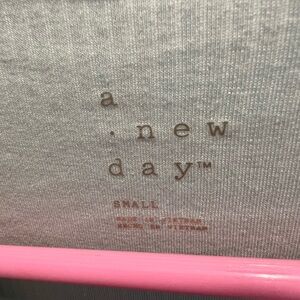 a
. new
day™
SMALL
MADE IN VIETNAM
HECHO EN VIETNAM